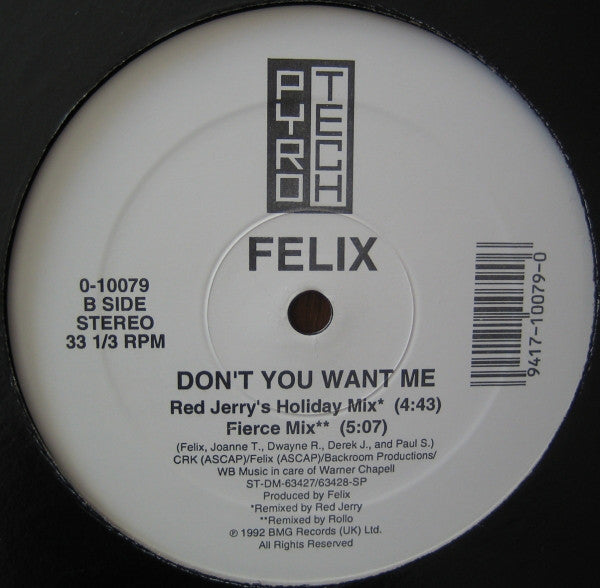 PYRO
TECH
FELIX
0-10079
B SIDE
STEREO
33 1/3 RPM
9417-10079-0
DON'T YOU WANT ME
Red Jerry's Holiday Mix* (4:43)
Fierce Mix** (5:07)
(Felix, Joanne T., Dwayne R., Derek J., and Paul S.)
CRK (ASCAP)/Felix (ASCAP)/Backroom Productions/
WB Music in care of Warner Chapell
ST-DM-63427/63428-SP
Produced by Felix
*Remixed by Red Jerry
**Remixed by Rollo
℗ 1992 BMG Records (UK) Ltd.
All Rights Reserved